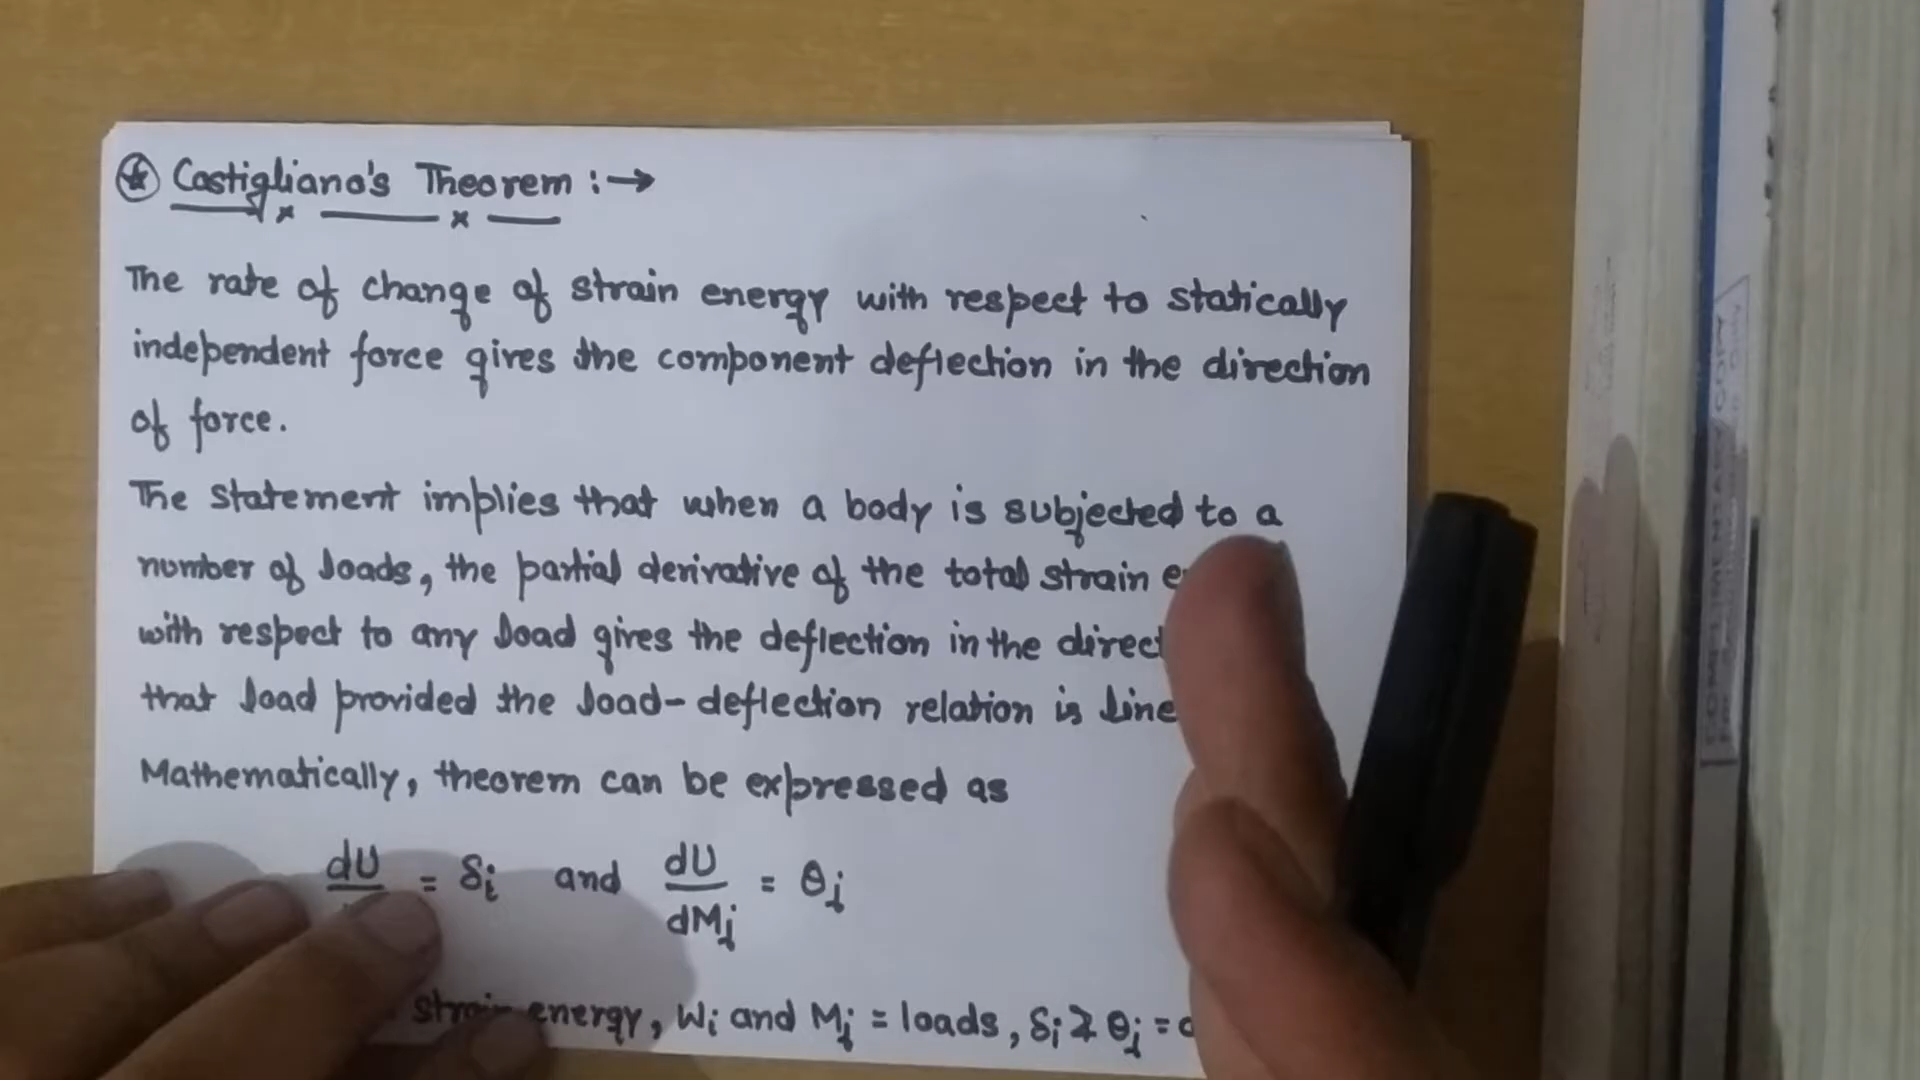 Castigliano's Theorem :→
The rate of change of strain energy with respect to statically
independent force gives the component deflection in the direction
of force.
The statement implies that when a body is subjected to a
number of loads, the partial derivative of the total strain
with respect to any load gives the deflection in the
that load provided the load-deflection relation is
Mathematically, theorem can be expressed as
dU = δi and dU/dMj = θj
strain energy, Wi and Mj = loads, δi & θj =
COMPLIMENTARY COPY